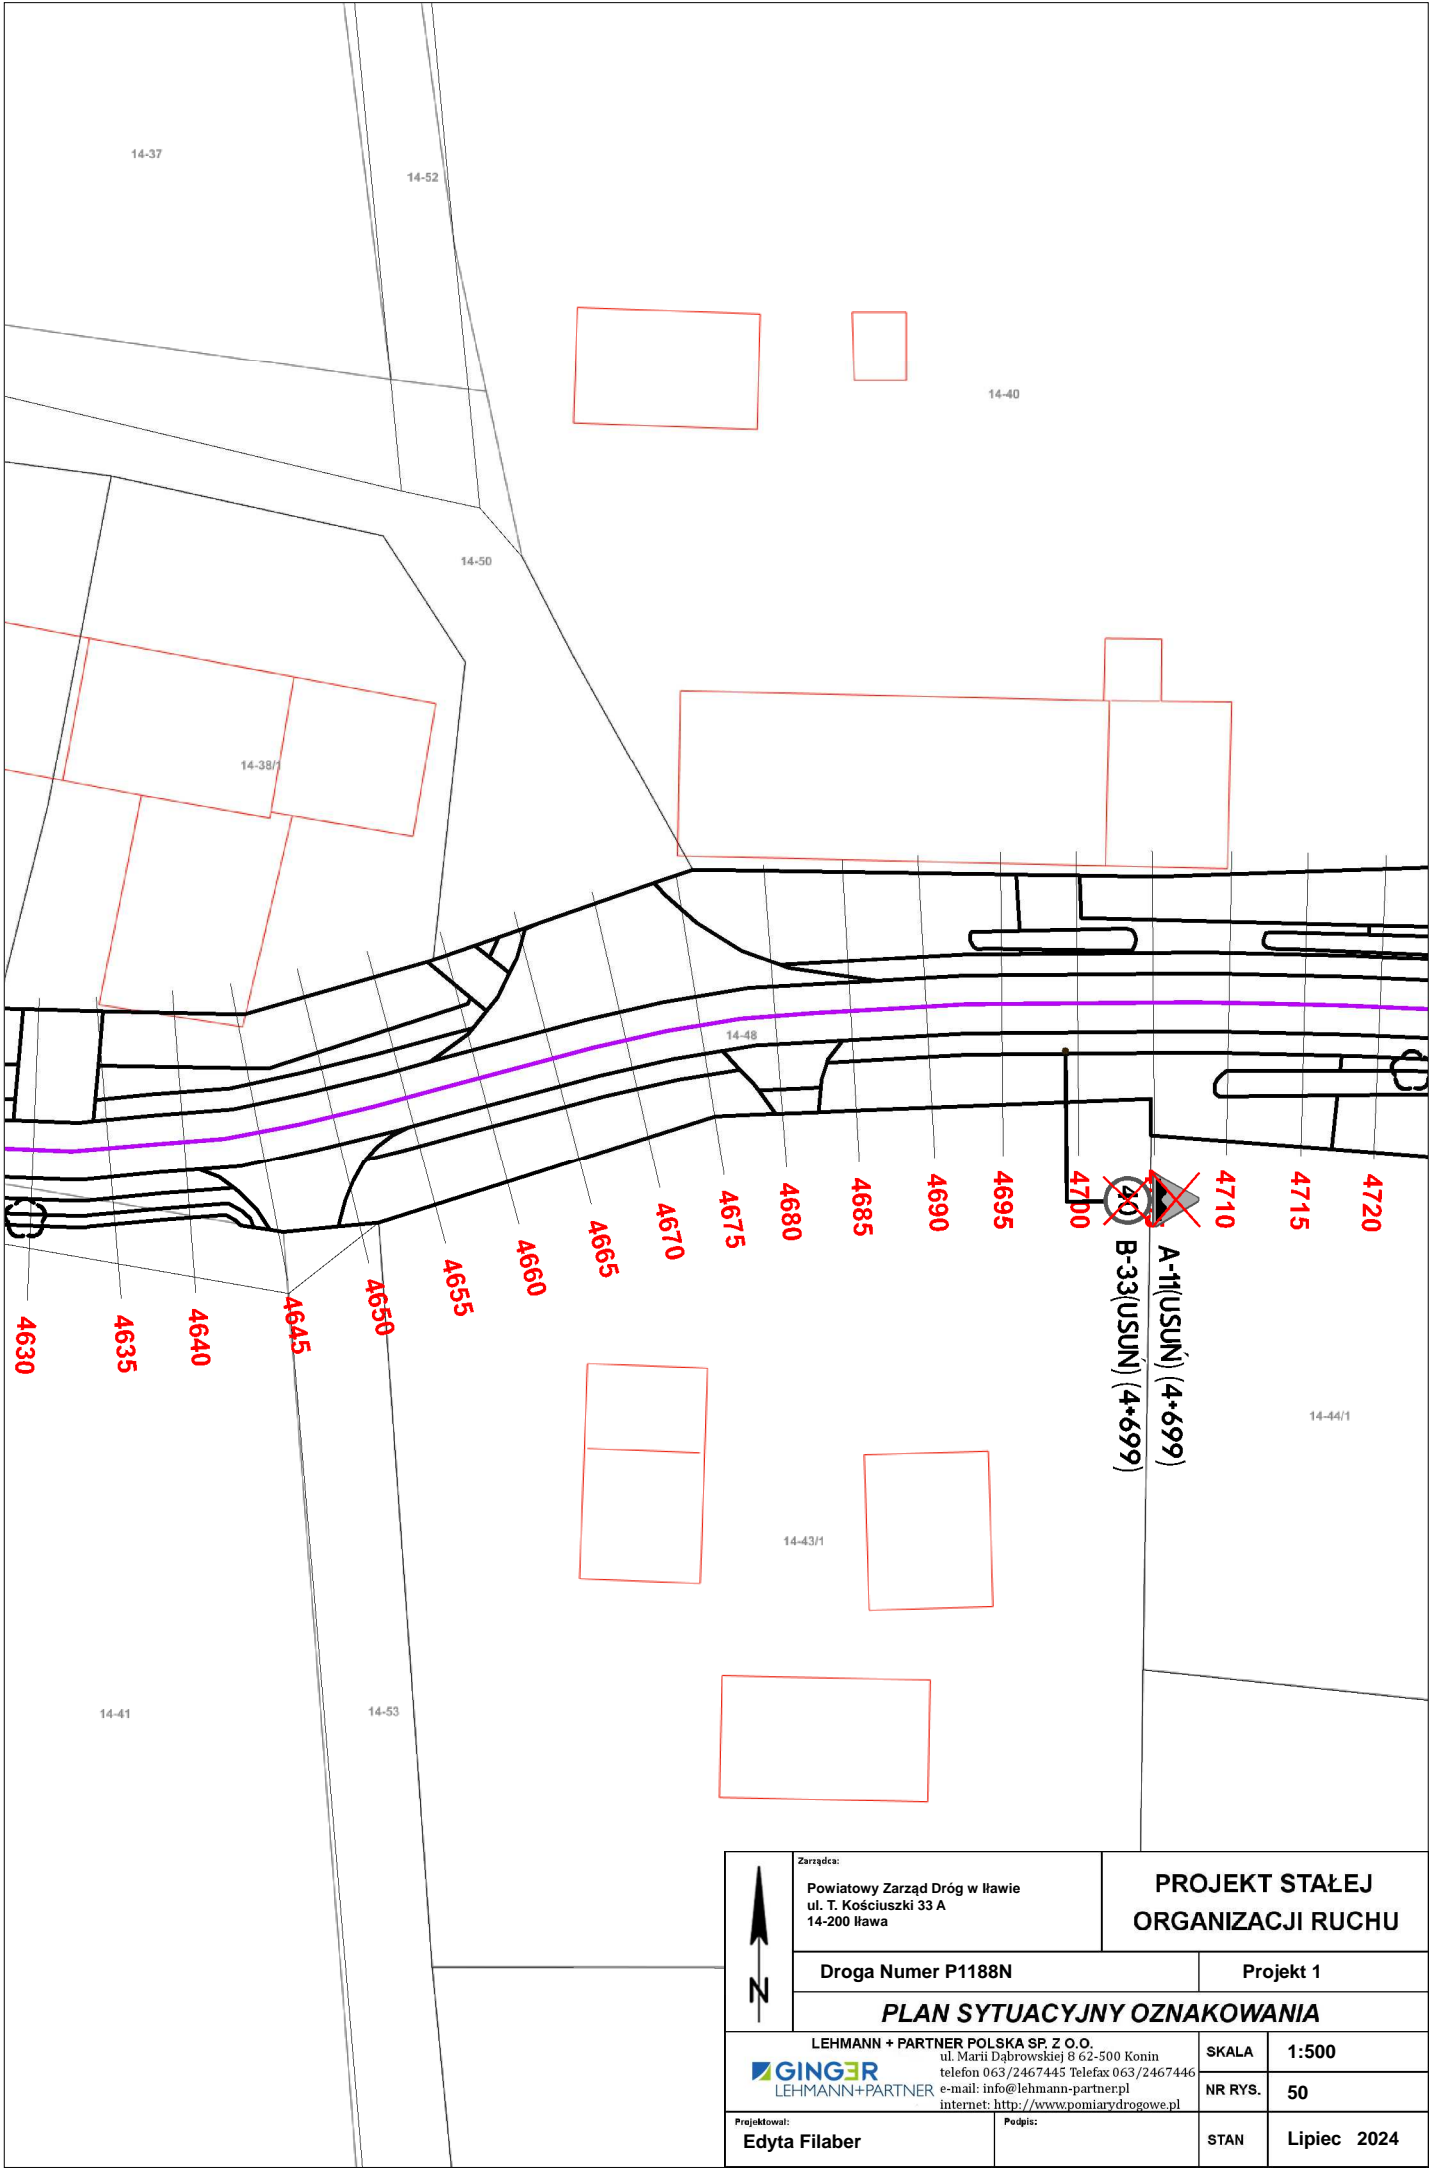 14-37
14-52
14-40
14-50
14-38/1
14-48
4630
4635
4640
4645
4650
4655
4660
4665
4670
4675
4680
4685
4690
4695
4700
4710
4715
4720
40
A-11(USUŃ) (4+699)
B-33(USUŃ) (4+699)
14-44/1
14-43/1
14-41
14-53
N
Zarządca:
Powiatowy Zarząd Dróg w Iławie
ul. T. Kościuszki 33 A
14-200 Iława
PROJEKT STAŁEJ
ORGANIZACJI RUCHU
Droga Numer P1188N
Projekt 1
PLAN SYTUACYJNY OZNAKOWANIA
LEHMANN + PARTNER POLSKA SP. Z O.O.
GINGER
LEHMANN+PARTNER
ul. Marii Dąbrowskiej 8 62-500 Konin
telefon 063/2467445 Telefax 063/2467446
e-mail: info@lehmann-partner.pl
internet: http://www.pomiarydrogowe.pl
SKALA 1:500
NR RYS. 50
Projektował:
Edyta Filaber
Podpis:
STAN Lipiec 2024